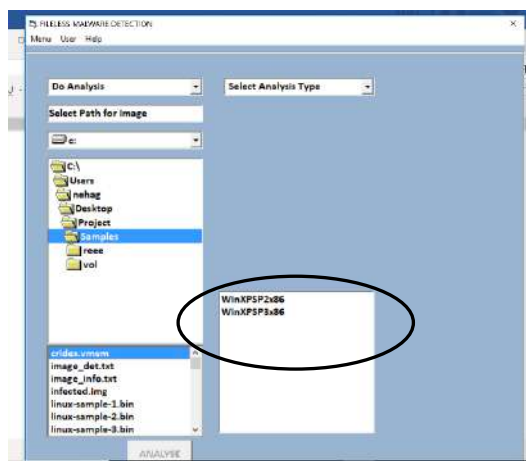 FILELESS MALWARE DETECTION
Menu User Help
Do Analysis
Select Analysis Type
Select Path for Image
c:
C:\
Users
nehag
Desktop
Project
Samples
reee
vol
WinXPSP2x86
WinXPSP3x86
cridex.vmem
image_det.txt
image_info.txt
infected.img
linux-sample-1.bin
linux-sample-2.bin
linux-sample-3.bin
ANALYSE